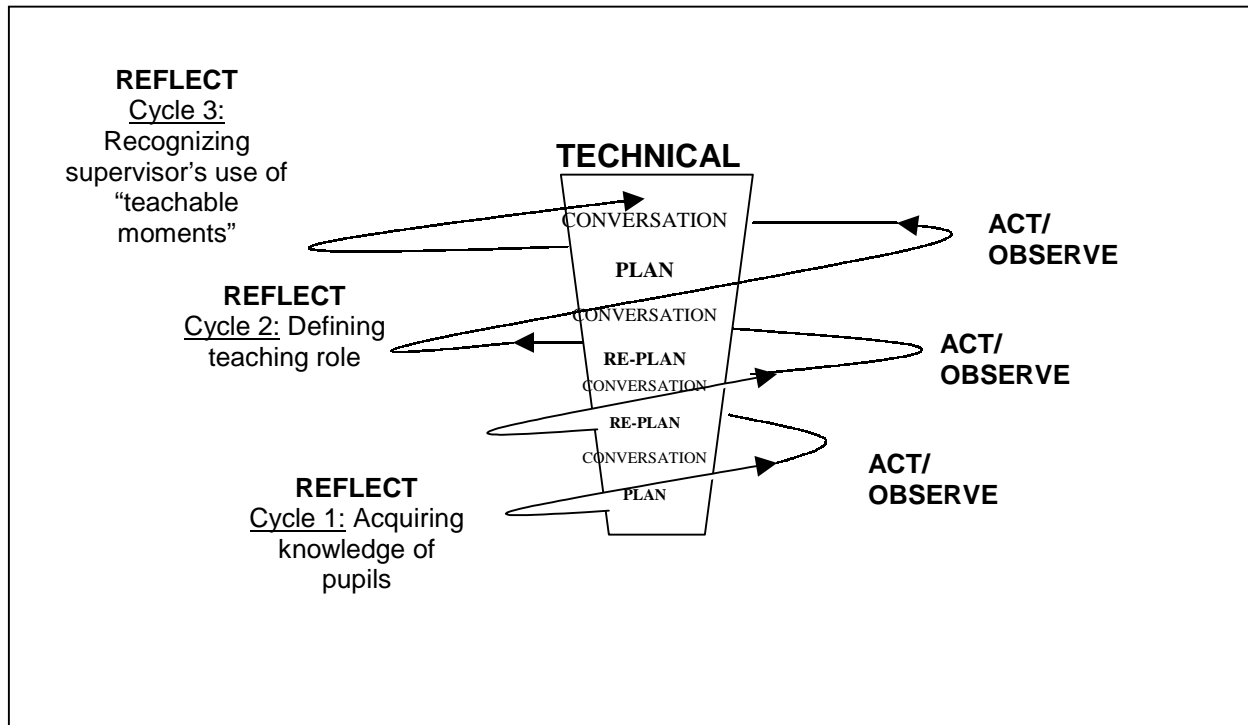 REFLECT
Cycle 3:
Recognizing
supervisor’s use of
“teachable
moments”
REFLECT
Cycle 2: Defining
teaching role
REFLECT
Cycle 1: Acquiring
knowledge of
pupils
TECHNICAL
CONVERSATION
PLAN
CONVERSATION
RE-PLAN
CONVERSATION
RE-PLAN
CONVERSATION
PLAN
ACT/
OBSERVE
ACT/
OBSERVE
ACT/
OBSERVE